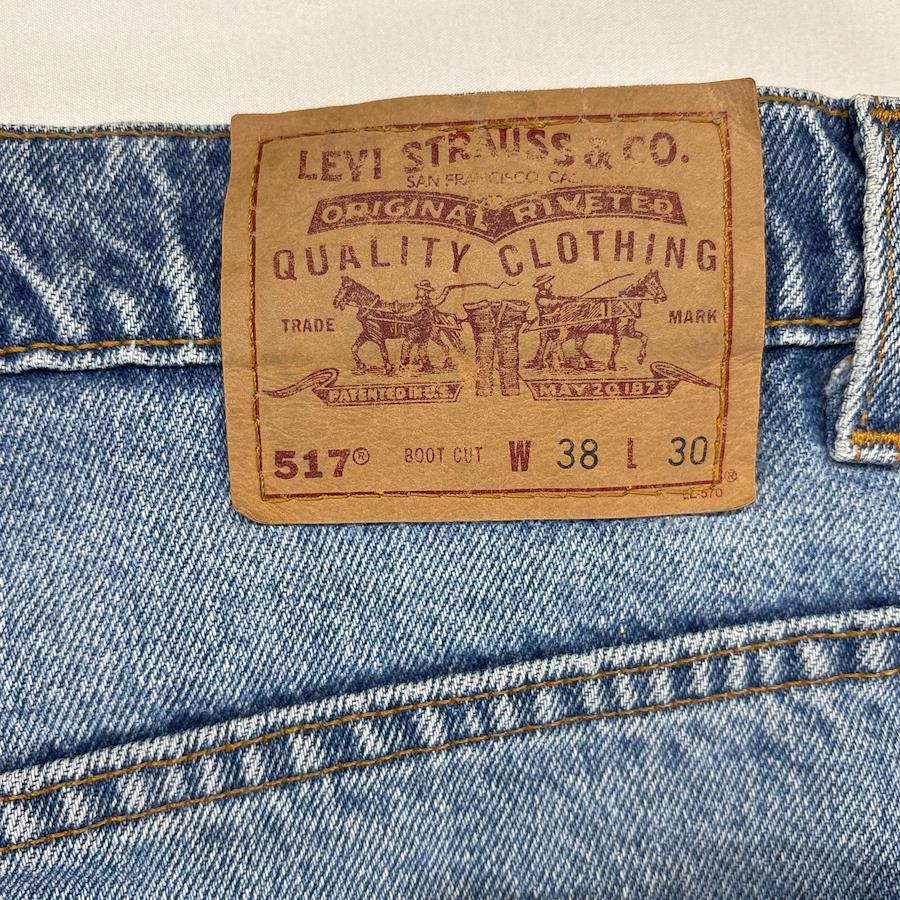 LEVI STRAUSS & CO.
SAN FRANCISCO, CAL.
ORIGINAL RIVETED
QUALITY CLOTHING
TRADE MARK
PATENTED IN U.S. MAY 20, 1873
517® BOOT CUT W 38 L 30
®